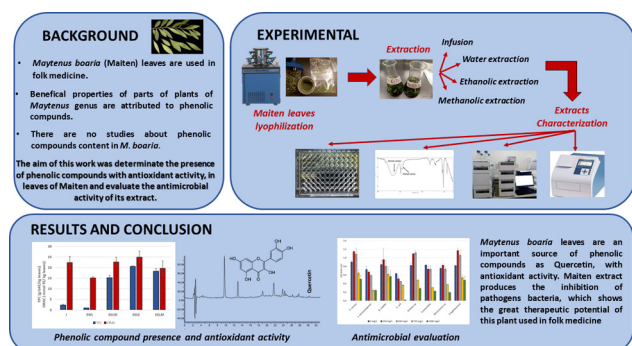 BACKGROUND
• Maytenus boaria (Maiten) leaves are used in
folk medicine.
• Benefical properties of parts of plants of
Maytenus genus are attributed to phenolic
compunds.
• There are no studies about phenolic
compounds content in M. boaria.
The aim of this work was determinate the presence
of phenolic compounds with antioxidant activity, in
leaves of Maiten and evaluate the antimicrobial
activity of its extract.
EXPERIMENTAL
Maiten leaves
lyophilization
Extraction
Infusion
Water extraction
Ethanolic extraction
Methanolic extraction
Extracts
Characterization
RESULTS AND CONCLUSION
Quercetin
Phenolic compound presence and antioxidant activity
Antimicrobial evaluation
Maytenus boaria leaves are an
important source of phenolic
compounds as Quercetin, with
antioxidant activity. Maiten extract
produces the inhibition of
pathogens bacteria, which shows
the great therapeutic potential of
this plant used in folk medicine